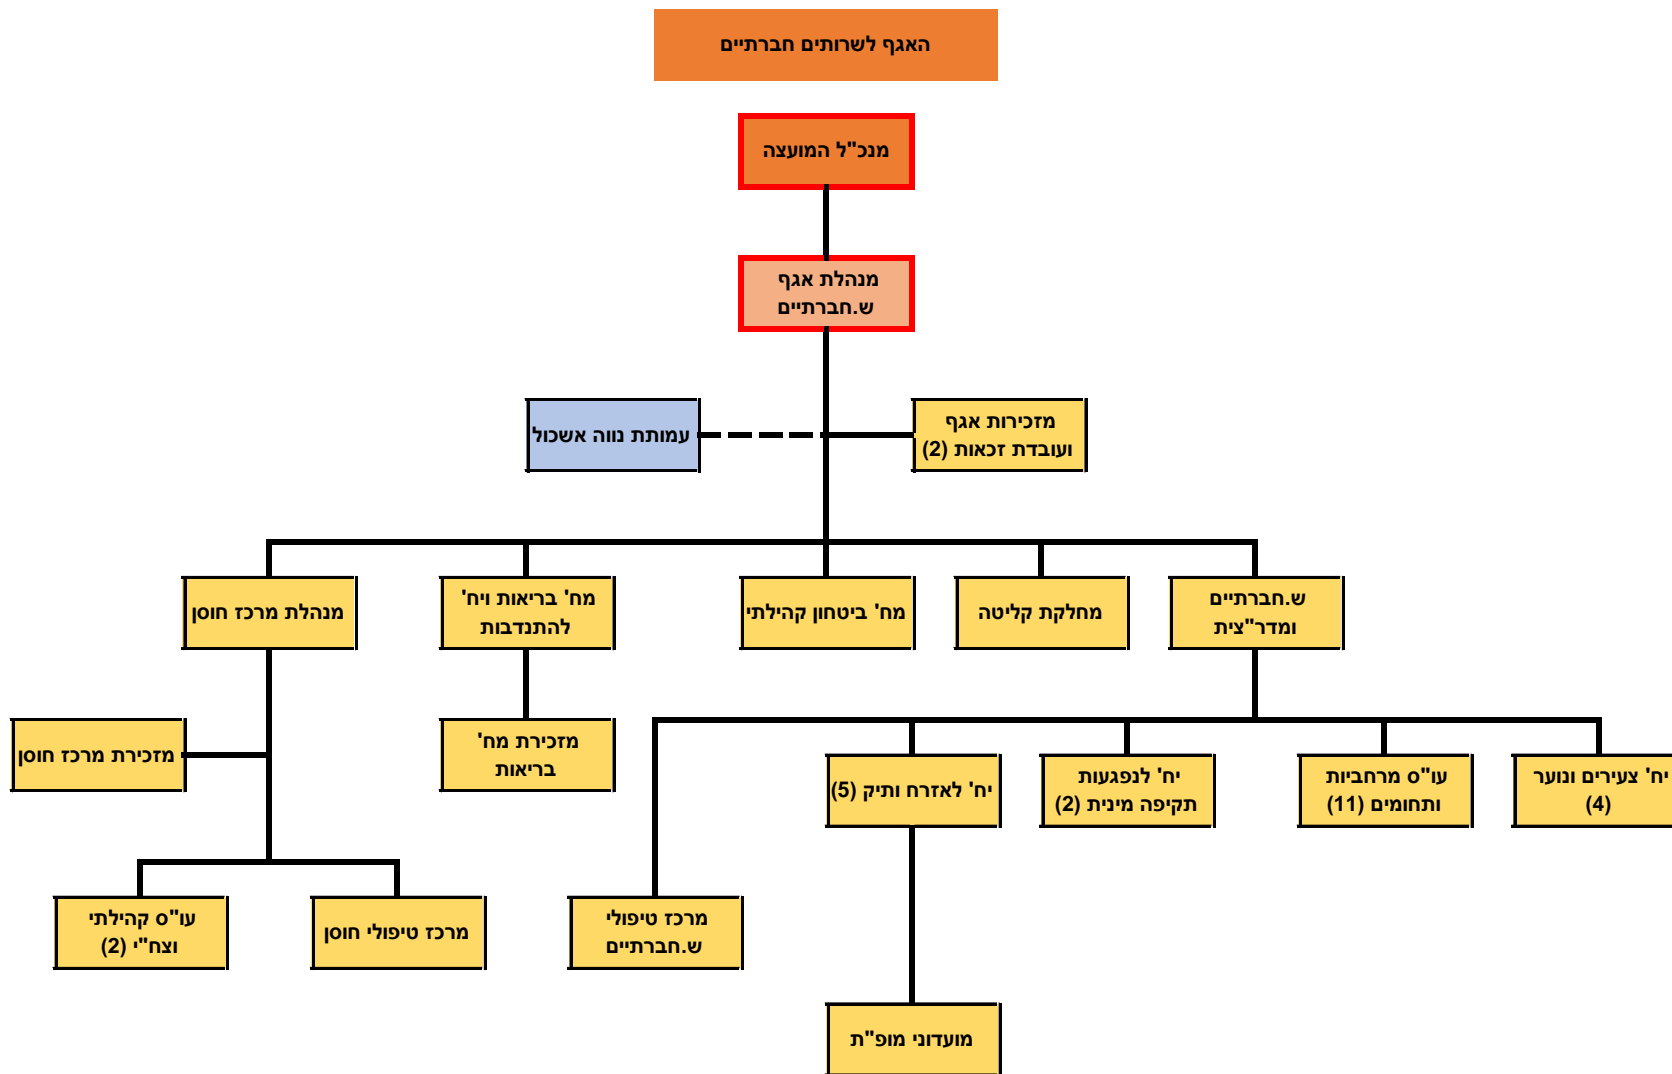 האגף לשרותים חברתיים
מנכ"ל המועצה
מנהלת אגף
ש.חברתיים
מזכירות אגף
ועובדת זכאות (2)
עמותת נווה אשכול
ש.חברתיים
ומדר"צית
מחלקת קליטה
מח' ביטחון קהילתי
מח' בריאות ויח'
להתנדבות
מנהלת מרכז חוסן
יח' צעירים ונוער
(4)
עו"ס מרחביות
ותחומים (11)
יח' לנפגעות
תקיפה מינית (2)
יח' לאזרח ותיק (5)
מזכירת מח'
בריאות
מזכירת מרכז חוסן
מרכז טיפולי
ש.חברתיים
מרכז טיפולי חוסן
עו"ס קהילתי
וצח"י (2)
מועדוני מופ"ת